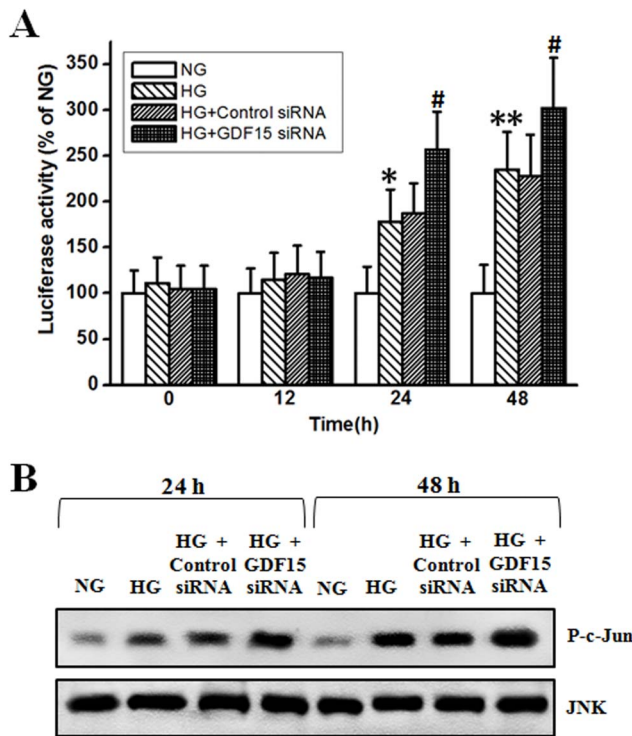 A
Luciferase activity (% of NG)
350
300
250
200
150
100
50
0
NG
HG
HG+Control siRNA
HG+GDF15 siRNA
*
#
**
#
0 12 24 48
Time(h)
B
24 h 48 h
NG HG HG + Control siRNA HG + GDF15 siRNA NG HG HG + Control siRNA HG + GDF15 siRNA
P-c-Jun
JNK